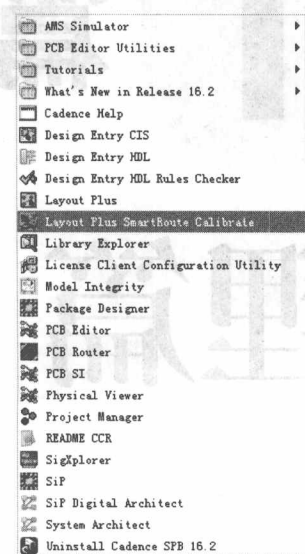 AMS Simulator
PCB Editor Utilities
Tutorials
What's New in Release 16.2
Cadence Help
Design Entry CIS
Design Entry HDL
Design Entry HDL Rules Checker
Layout Plus
Layout Plus SmartRoute Calibrate
Library Explorer
License Client Configuration Utility
Model Integrity
Package Designer
PCB Editor
PCB Router
PCB SI
Physical Viewer
Project Manager
README CCR
SigXplorer
SiP
SiP Digital Architect
System Architect
Uninstall Cadence SPB 16.2